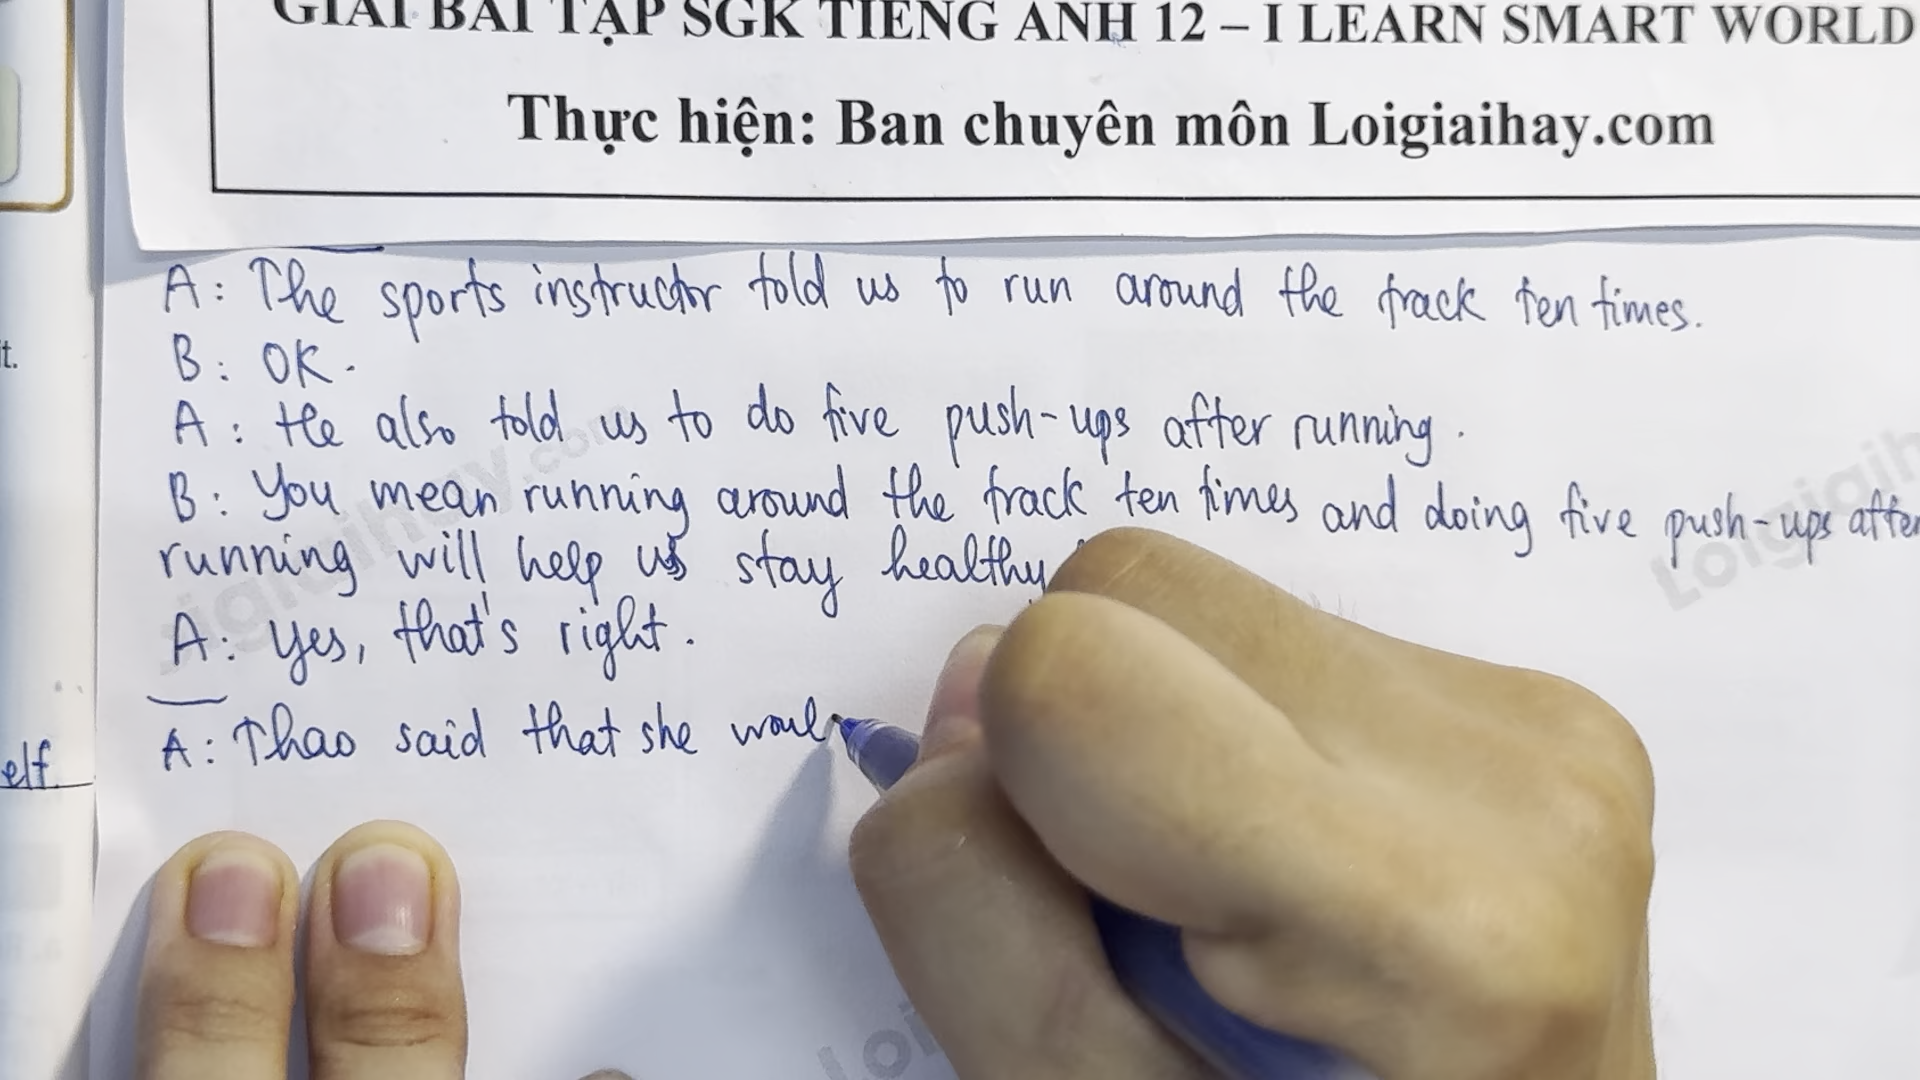 GIẢI BÀI TẬP SGK TIẾNG ANH 12 – I LEARN SMART WORLD
Thực hiện: Ban chuyên môn Loigiaihay.com
t.
A: The sports instructor told us to run around the track ten times.
B: OK.
A: He also told us to do five push-ups after running.
B: You mean running around the track ten times and doing five push-ups after
running will help us stay healthy
A: Yes, that's right.
A: Thao said that she woul
elf